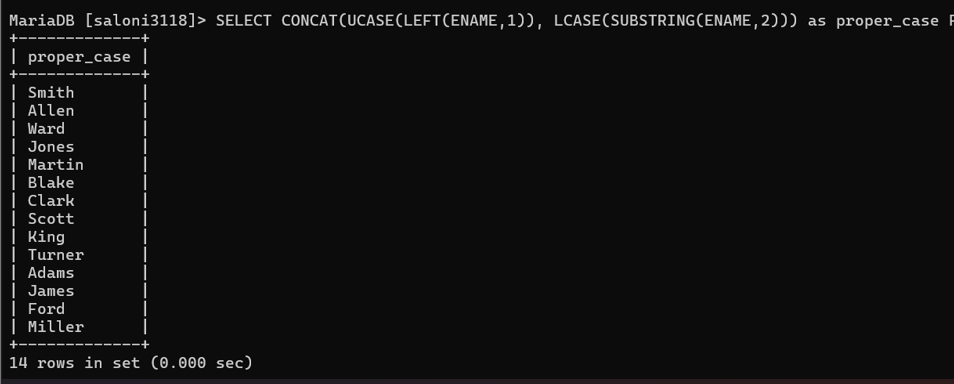 MariaDB [saloni3118]> SELECT CONCAT(UCASE(LEFT(ENAME,1)), LCASE(SUBSTRING(ENAME,2))) as proper_case
+-------------+
| proper_case |
+-------------+
| Smith       |
| Allen       |
| Ward        |
| Jones       |
| Martin      |
| Blake       |
| Clark       |
| Scott       |
| King        |
| Turner      |
| Adams       |
| James       |
| Ford        |
| Miller      |
+-------------+
14 rows in set (0.000 sec)